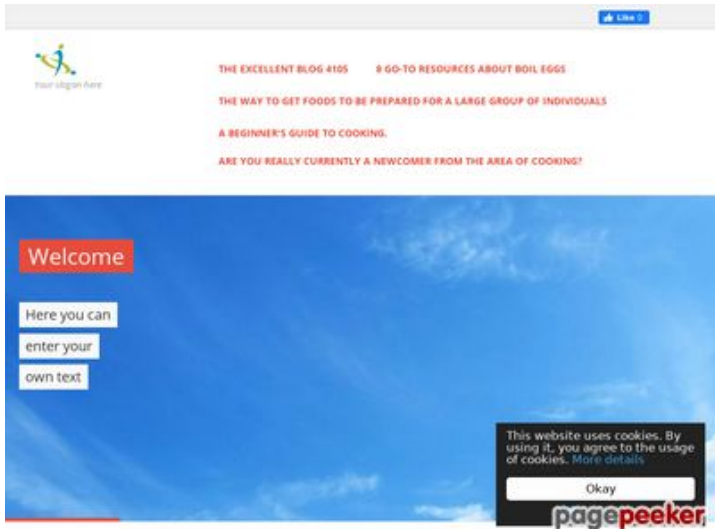 Like 0
Your slogan here
THE EXCELLENT BLOG 4105
8 GO-TO RESOURCES ABOUT BOIL EGGS
THE WAY TO GET FOODS TO BE PREPARED FOR A LARGE GROUP OF INDIVIDUALS
A BEGINNER'S GUIDE TO COOKING.
ARE YOU REALLY CURRENTLY A NEWCOMER FROM THE AREA OF COOKING?
Welcome
Here you can
enter your
own text
This website uses cookies. By
using it, you agree to the usage
of cookies. More details
Okay
pagepeeker